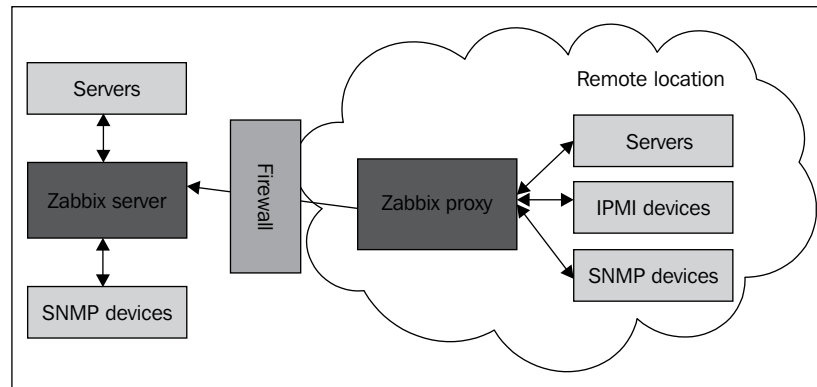 Servers
Zabbix server
SNMP devices
Firewall
Remote location
Zabbix proxy
Servers
IPMI devices
SNMP devices